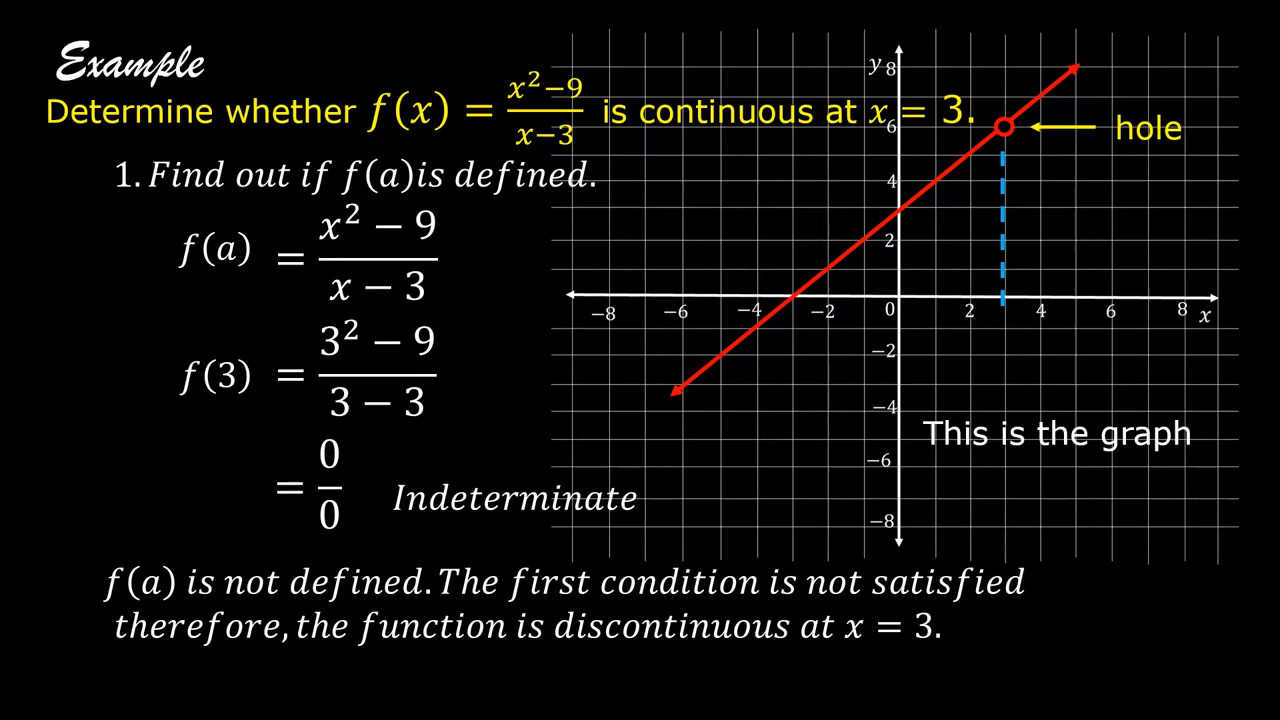 Example
Determine whether f(x) = (x²−9)/(x−3) is continuous at x = 3.
1. Find out if f(a)is defined.
f(a) = (x² − 9)/(x − 3)
f(3) = (3² − 9)/(3 − 3)
= 0/0 Indeterminate
f(a) is not defined. The first condition is not satisfied
therefore, the function is discontinuous at x = 3.
y 8
6
hole
4
2
−8 −6 −4 −2 0 2 4 6 8 x
−2
−4
This is the graph
−6
−8